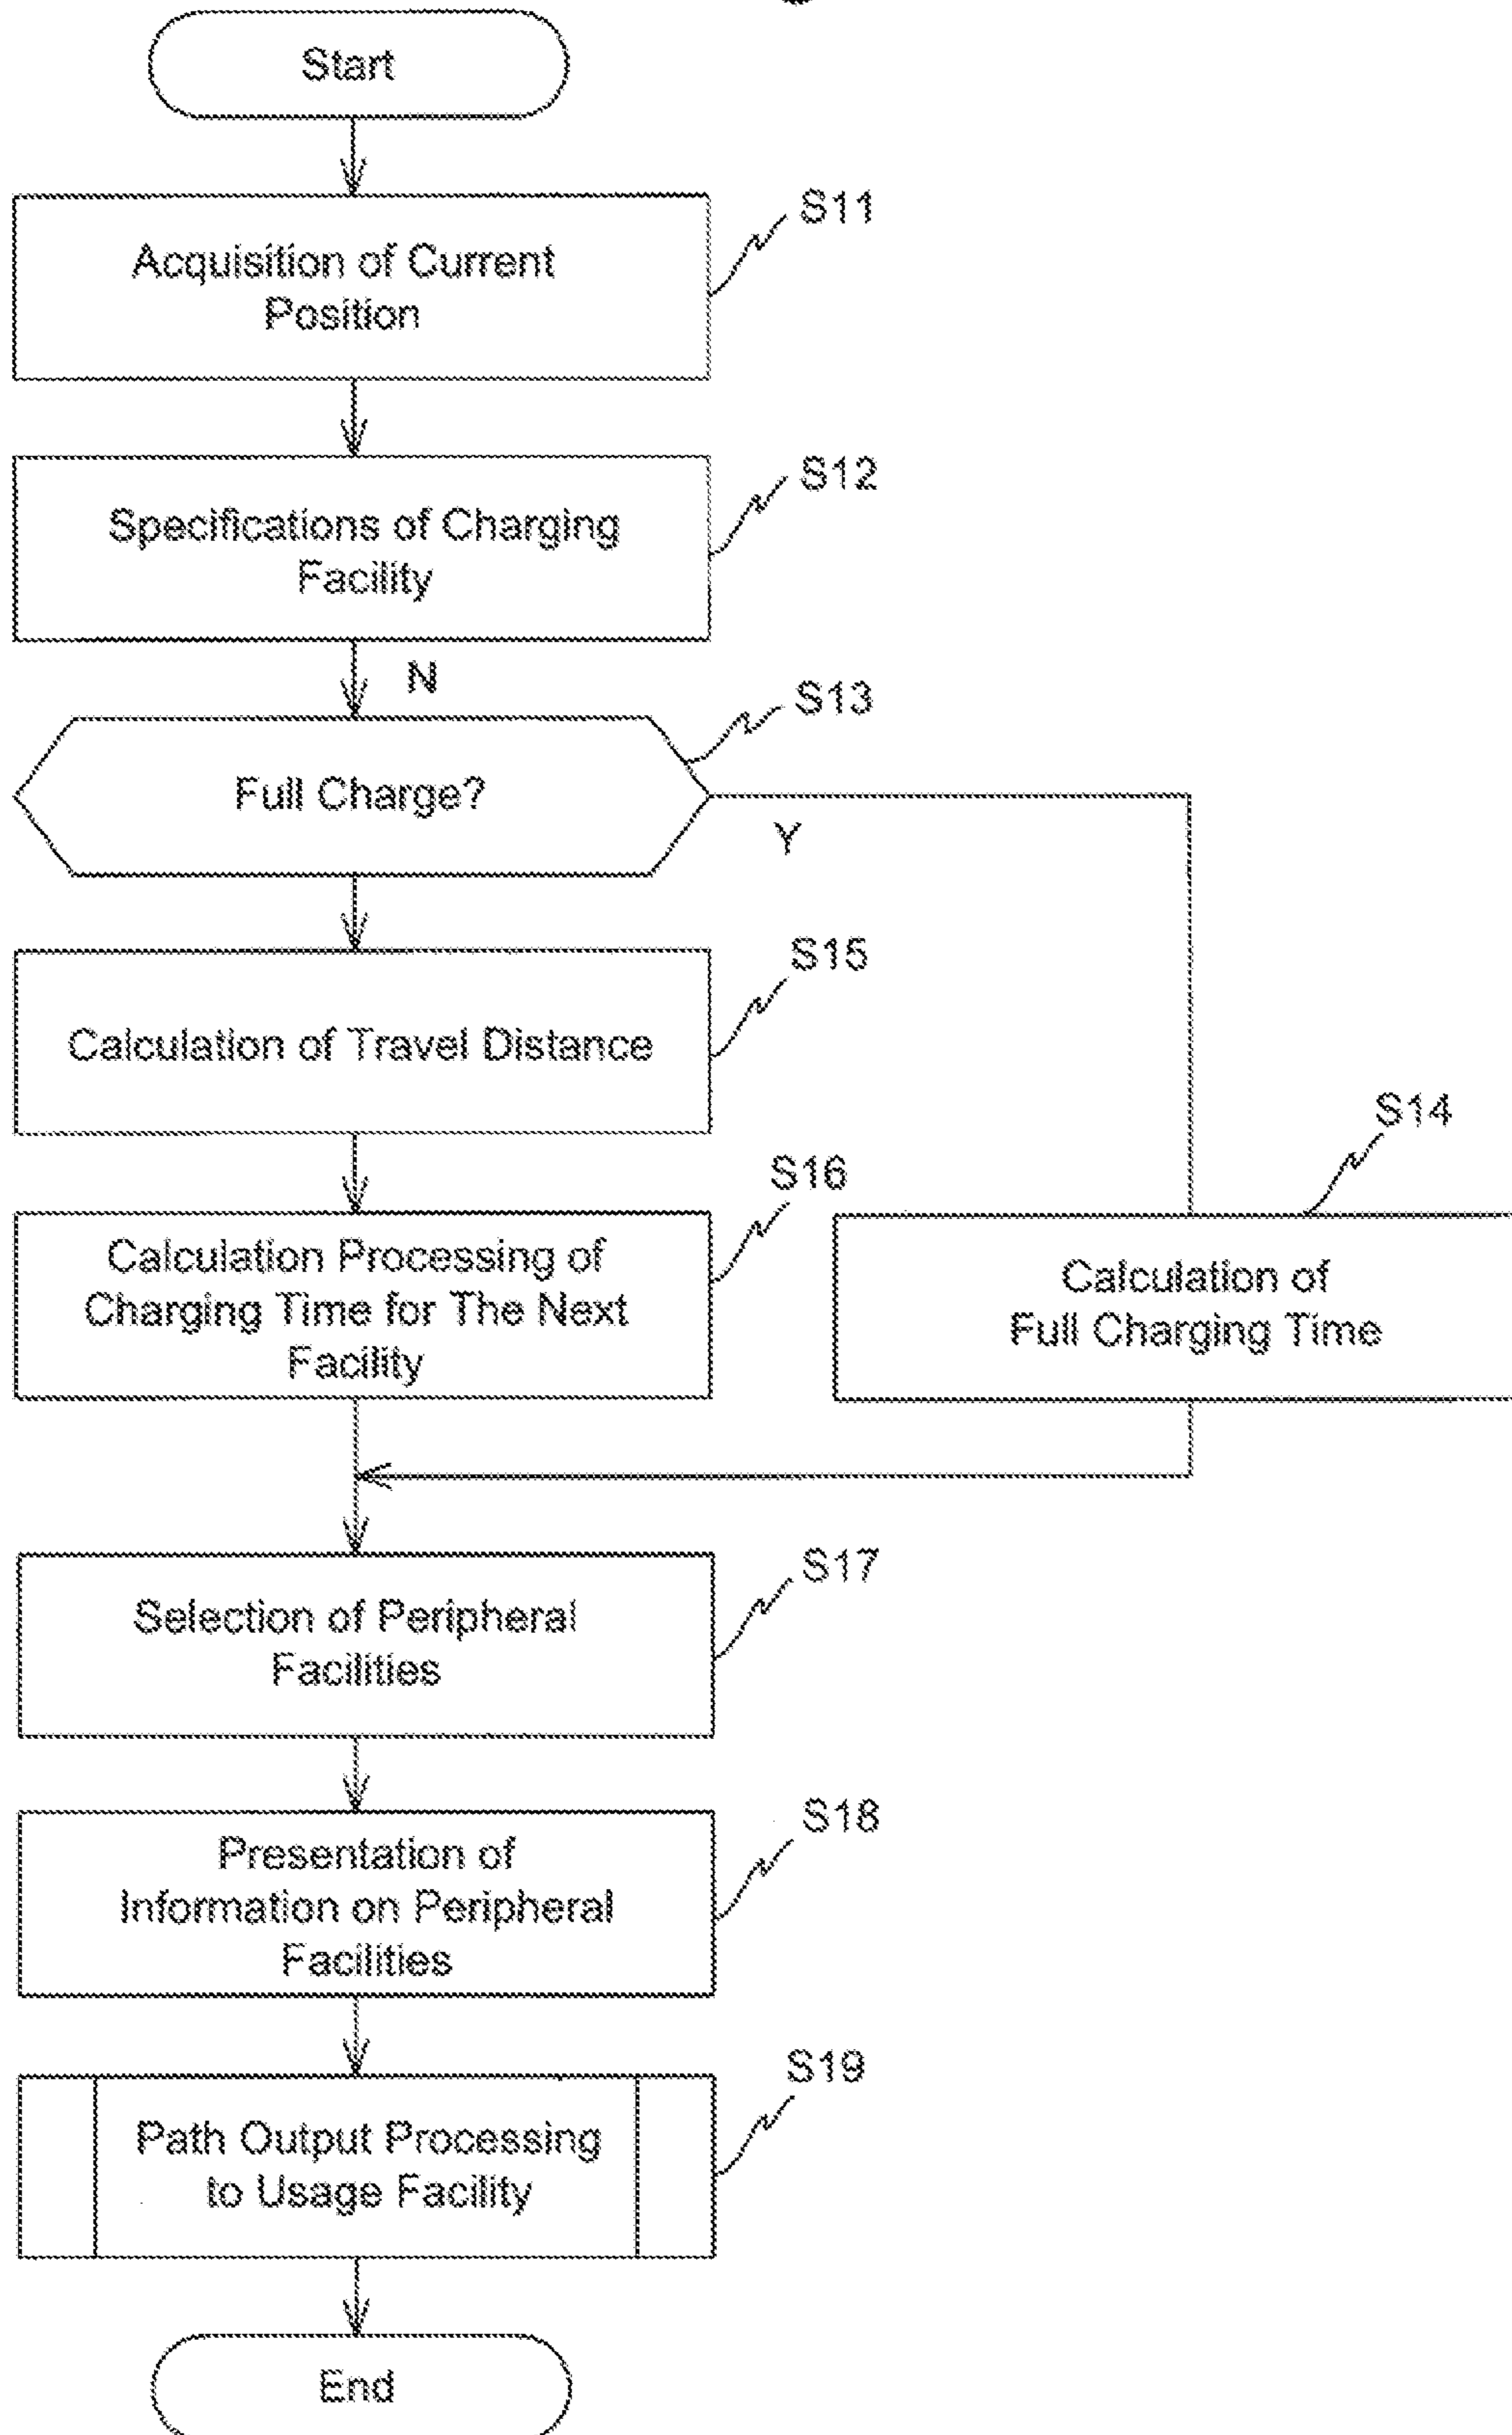 Start
S11
Acquisition of Current
Position
S12
Specifications of Charging
Facility
N
S13
Full Charge?
Y
S15
Calculation of Travel Distance
S14
S16
Calculation Processing of
Charging Time for The Next
Facility
Calculation of
Full Charging Time
S17
Selection of Peripheral
Facilities
S18
Presentation of
Information on Peripheral
Facilities
S19
Path Output Processing
to Usage Facility
End